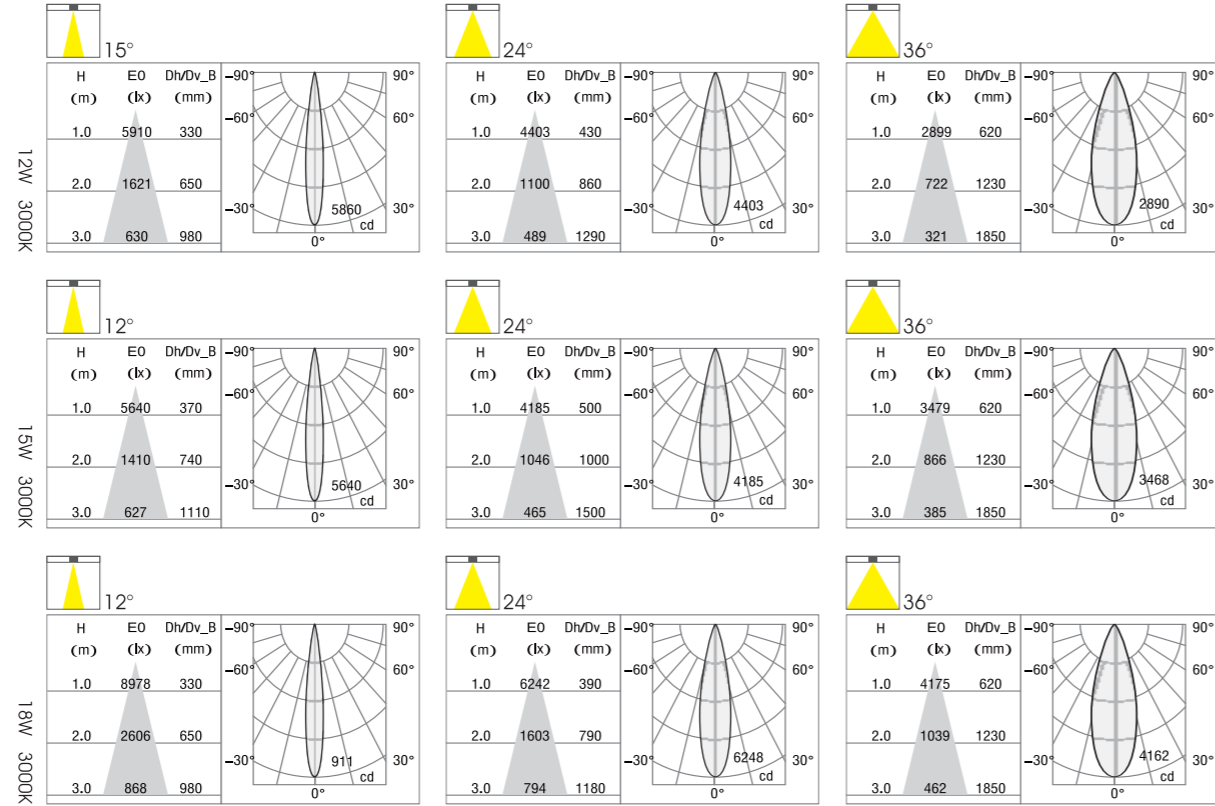 15°
24°
36°
12W 3000K
H E0 Dh/Dv_B
(m) (lx) (mm)
1.0 5910 330
2.0 1621 650
3.0 630 980
−90° 90°
−60° 60°
−30° 30°
5860
cd
0°
H E0 Dh/Dv_B
(m) (lx) (mm)
1.0 4403 430
2.0 1100 860
3.0 489 1290
−90° 90°
−60° 60°
−30° 30°
4403
cd
0°
H E0 Dh/Dv_B
(m) (lx) (mm)
1.0 2899 620
2.0 722 1230
3.0 321 1850
−90° 90°
−60° 60°
−30° 30°
2890
cd
0°
12°
24°
36°
15W 3000K
H E0 Dh/Dv_B
(m) (lx) (mm)
1.0 5640 370
2.0 1410 740
3.0 627 1110
−90° 90°
−60° 60°
−30° 30°
5640
cd
0°
H E0 Dh/Dv_B
(m) (lx) (mm)
1.0 4185 500
2.0 1046 1000
3.0 465 1500
−90° 90°
−60° 60°
−30° 30°
4185
cd
0°
H E0 Dh/Dv_B
(m) (lx) (mm)
1.0 3479 620
2.0 866 1230
3.0 385 1850
−90° 90°
−60° 60°
−30° 30°
3468
cd
0°
12°
24°
36°
18W 3000K
H E0 Dh/Dv_B
(m) (lx) (mm)
1.0 8978 330
2.0 2606 650
3.0 868 980
−90° 90°
−60° 60°
−30° 30°
911
cd
0°
H E0 Dh/Dv_B
(m) (lx) (mm)
1.0 6242 390
2.0 1603 790
3.0 794 1180
−90° 90°
−60° 60°
−30° 30°
6248
cd
0°
H E0 Dh/Dv_B
(m) (lx) (mm)
1.0 4175 620
2.0 1039 1230
3.0 462 1850
−90° 90°
−60° 60°
−30° 30°
4162
cd
0°